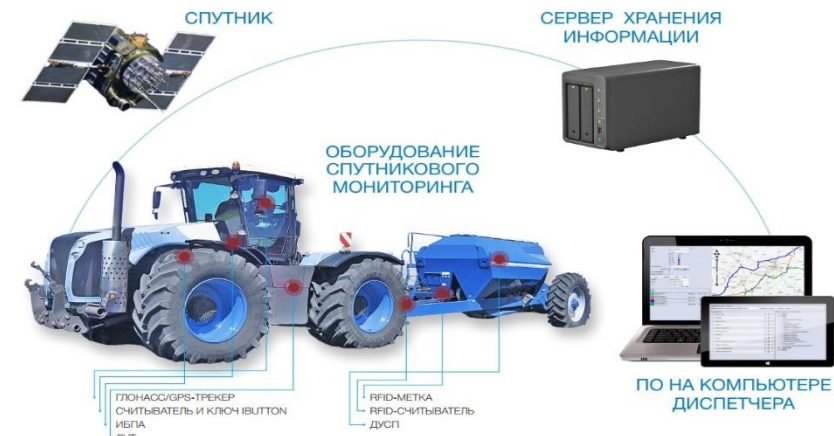 СПУТНИК
СЕРВЕР ХРАНЕНИЯ
ИНФОРМАЦИИ
ОБОРУДОВАНИЕ
СПУТНИКОВОГО
МОНИТОРИНГА
ГЛОНАСС/GPS-ТРЕКЕР
СЧИТЫВАТЕЛЬ И КЛЮЧ IBUTTON
ИБПА
RFID-МЕТКА
RFID-СЧИТЫВАТЕЛЬ
ДУСП
ПО НА КОМПЬЮТЕРЕ
ДИСПЕТЧЕРА